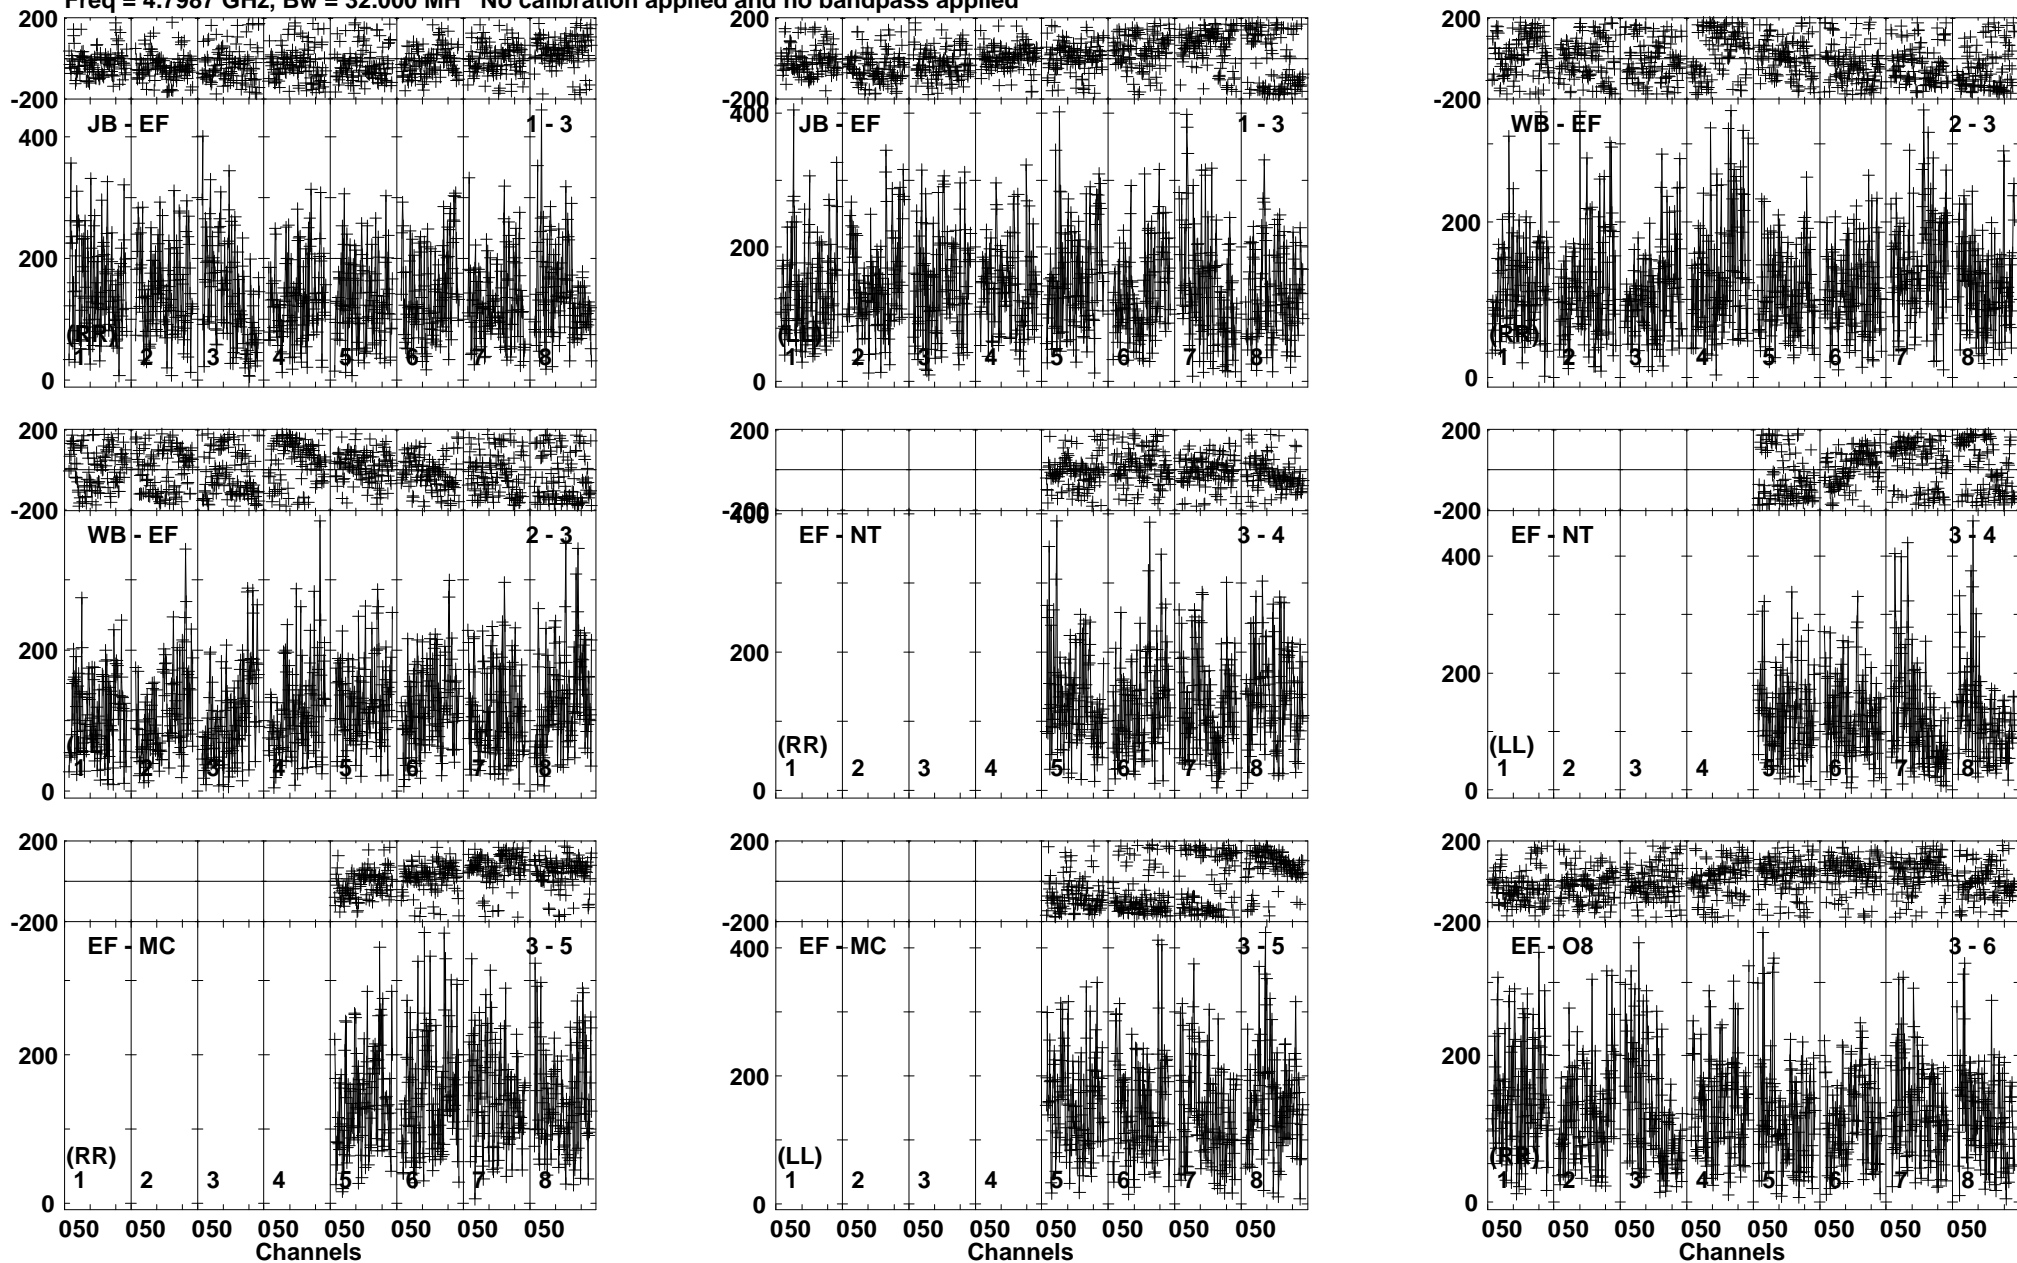 Freq = 4.7987 GHz, Bw = 32.000 MH No calibration applied and no bandpass applied
200 200 200
-200 -200 -200
JB - EF 1 - 3 JB - EF 1 - 3 WB - EF 2 - 3
400 400
200 200 200
(RR) (LL) (RR)
1 2 3 4 5 6 7 8 1 2 3 4 5 6 7 8 1 2 3 4 5 6 7 8
0 0 0
200 200 200
-200 -200 -200
400
WB - EF 2 - 3 EF - NT 3 - 4 EF - NT 3 - 4
400
200 200 200
(RR) (LL)
1 2 3 4 5 6 7 8 1 2 3 4 5 6 7 8 1 2 3 4 5 6 7 8
0 0 0
200 200 200
-200 -200 -200
EF - MC 3 - 5 EF - MC 3 - 5 EF - O8 3 - 6
400
200 200 200
(RR) (LL) (RR)
1 2 3 4 5 6 7 8 1 2 3 4 5 6 7 8 1 2 3 4 5 6 7 8
0 0 0
050 050 050 050 050 050 050 050 050 050 050 050 050 050 050 050 050 050 050 050 050 050 050 050
Channels Channels Channels